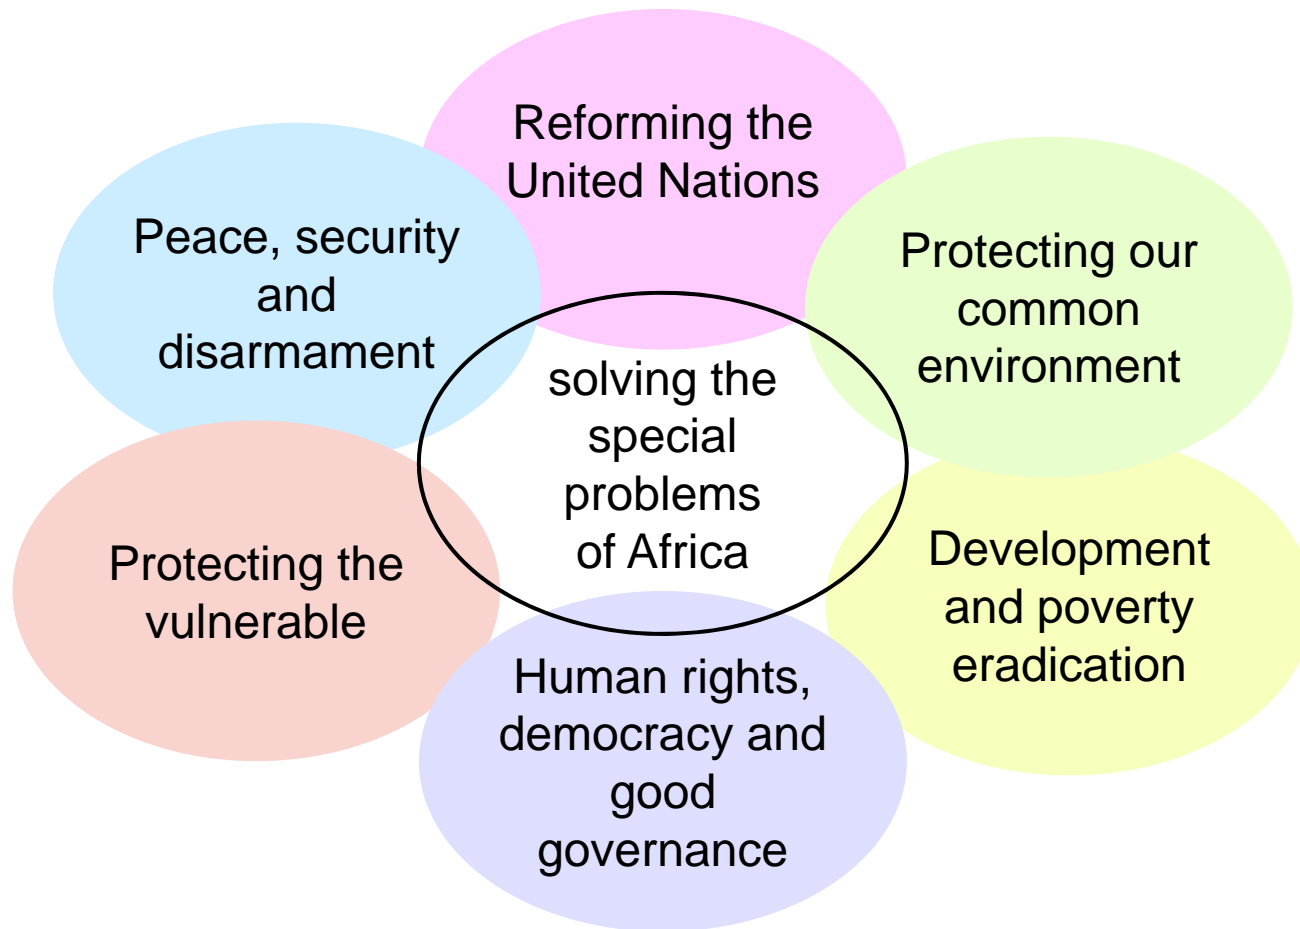 Reforming the
United Nations
Peace, security
and
disarmament
Protecting our
common
environment
solving the
special
problems
of Africa
Protecting the
vulnerable
Development
and poverty
eradication
Human rights,
democracy and
good
governance